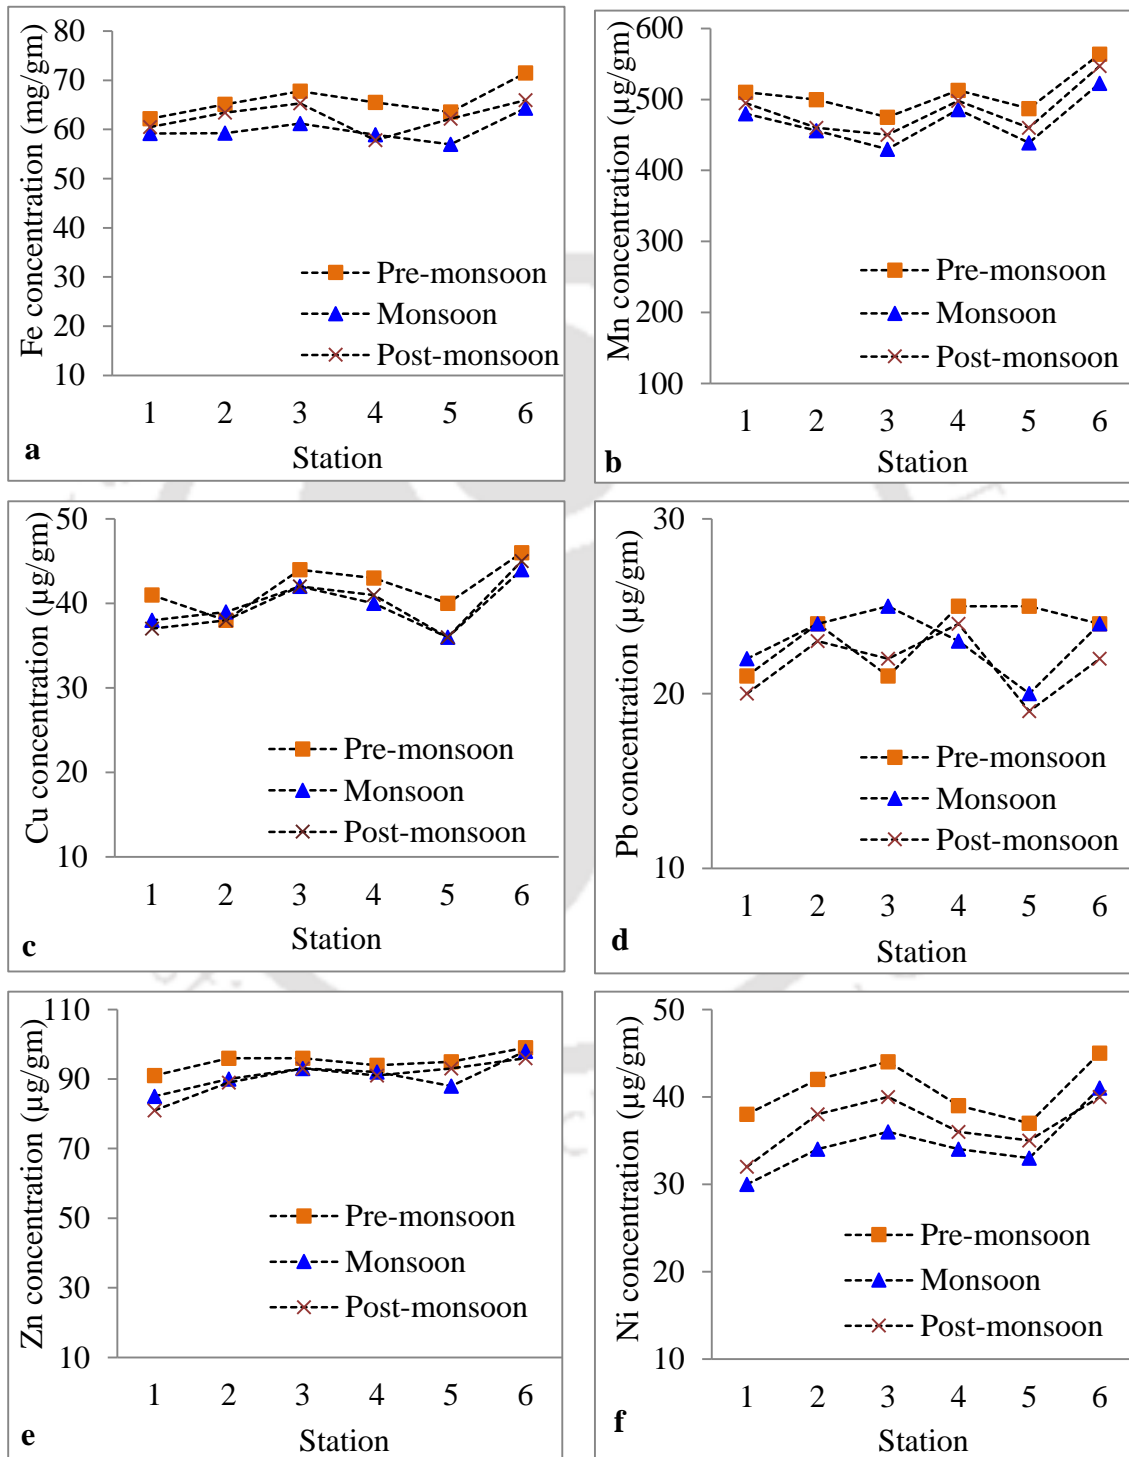 Fe concentration (mg/gm)
80
70
60
50
40
30
20
10
Pre-monsoon
Monsoon
Post-monsoon
1 2 3 4 5 6
Station
a
Mn concentration (µg/gm)
600
500
400
300
200
100
Pre-monsoon
Monsoon
Post-monsoon
1 2 3 4 5 6
Station
b
Cu concentration (µg/gm)
50
40
30
20
10
Pre-monsoon
Monsoon
Post-monsoon
1 2 3 4 5 6
Station
c
Pb concentration (µg/gm)
30
20
10
Pre-monsoon
Monsoon
Post-monsoon
1 2 3 4 5 6
Station
d
Zn concentration (µg/gm)
110
90
70
50
30
10
Pre-monsoon
Monsoon
Post-monsoon
1 2 3 4 5 6
Station
e
Ni concentration (µg/gm)
50
40
30
20
10
Pre-monsoon
Monsoon
Post-monsoon
1 2 3 4 5 6
Station
f